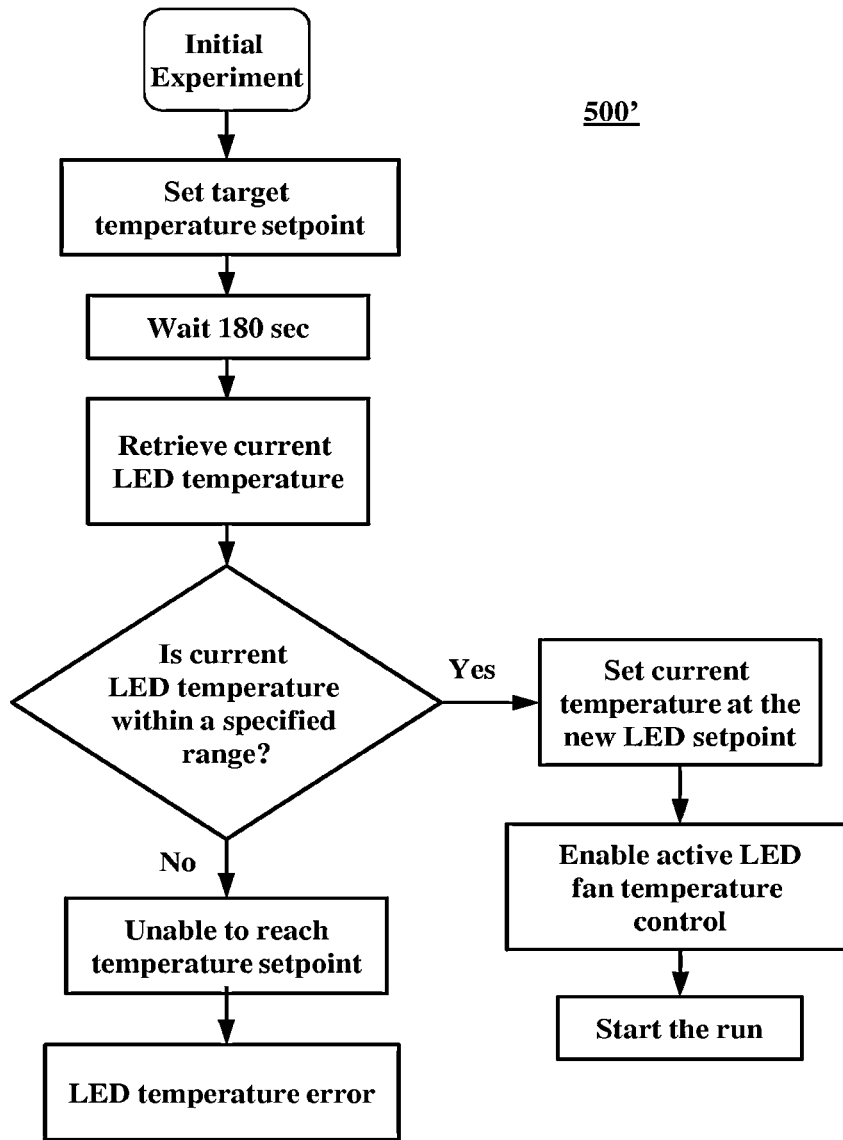 Initial
Experiment
500’
Set target
temperature setpoint
Wait 180 sec
Retrieve current
LED temperature
Is current
LED temperature
within a specified
range?
Yes
Set current
temperature at the
new LED setpoint
No
Enable active LED
fan temperature
control
Unable to reach
temperature setpoint
Start the run
LED temperature error